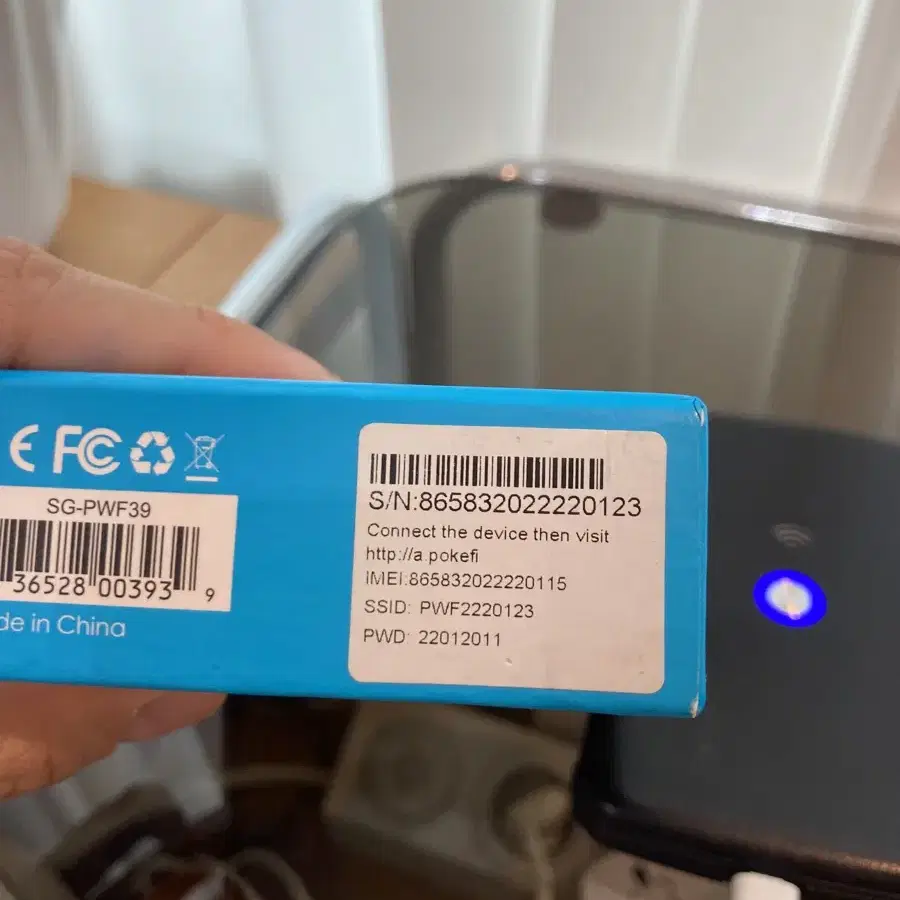 CE FC
SG-PWF39
36528 00393 9
de in China
S/N:865832022220123
Connect the device then visit
http://a.pokefi
IMEI:865832022220115
SSID: PWF2220123
PWD: 22012011